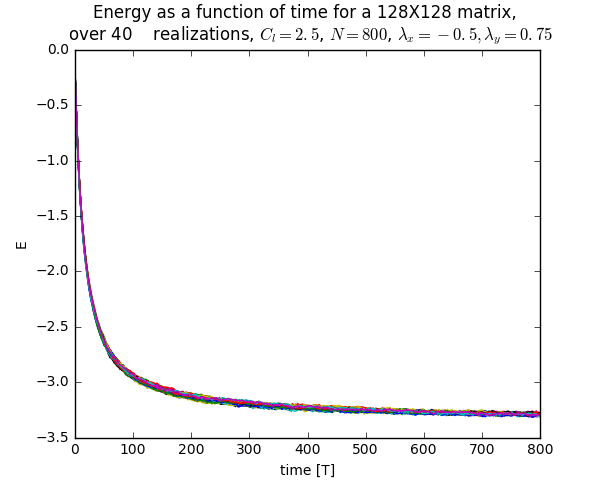 Energy as a function of time for a 128X128 matrix,
over 40 realizations, C_l = 2.5, N = 800, λ_x = −0.5, λ_y = 0.75
0.0
−0.5
−1.0
−1.5
−2.0
−2.5
−3.0
−3.5
E
0 100 200 300 400 500 600 700 800
time [T]